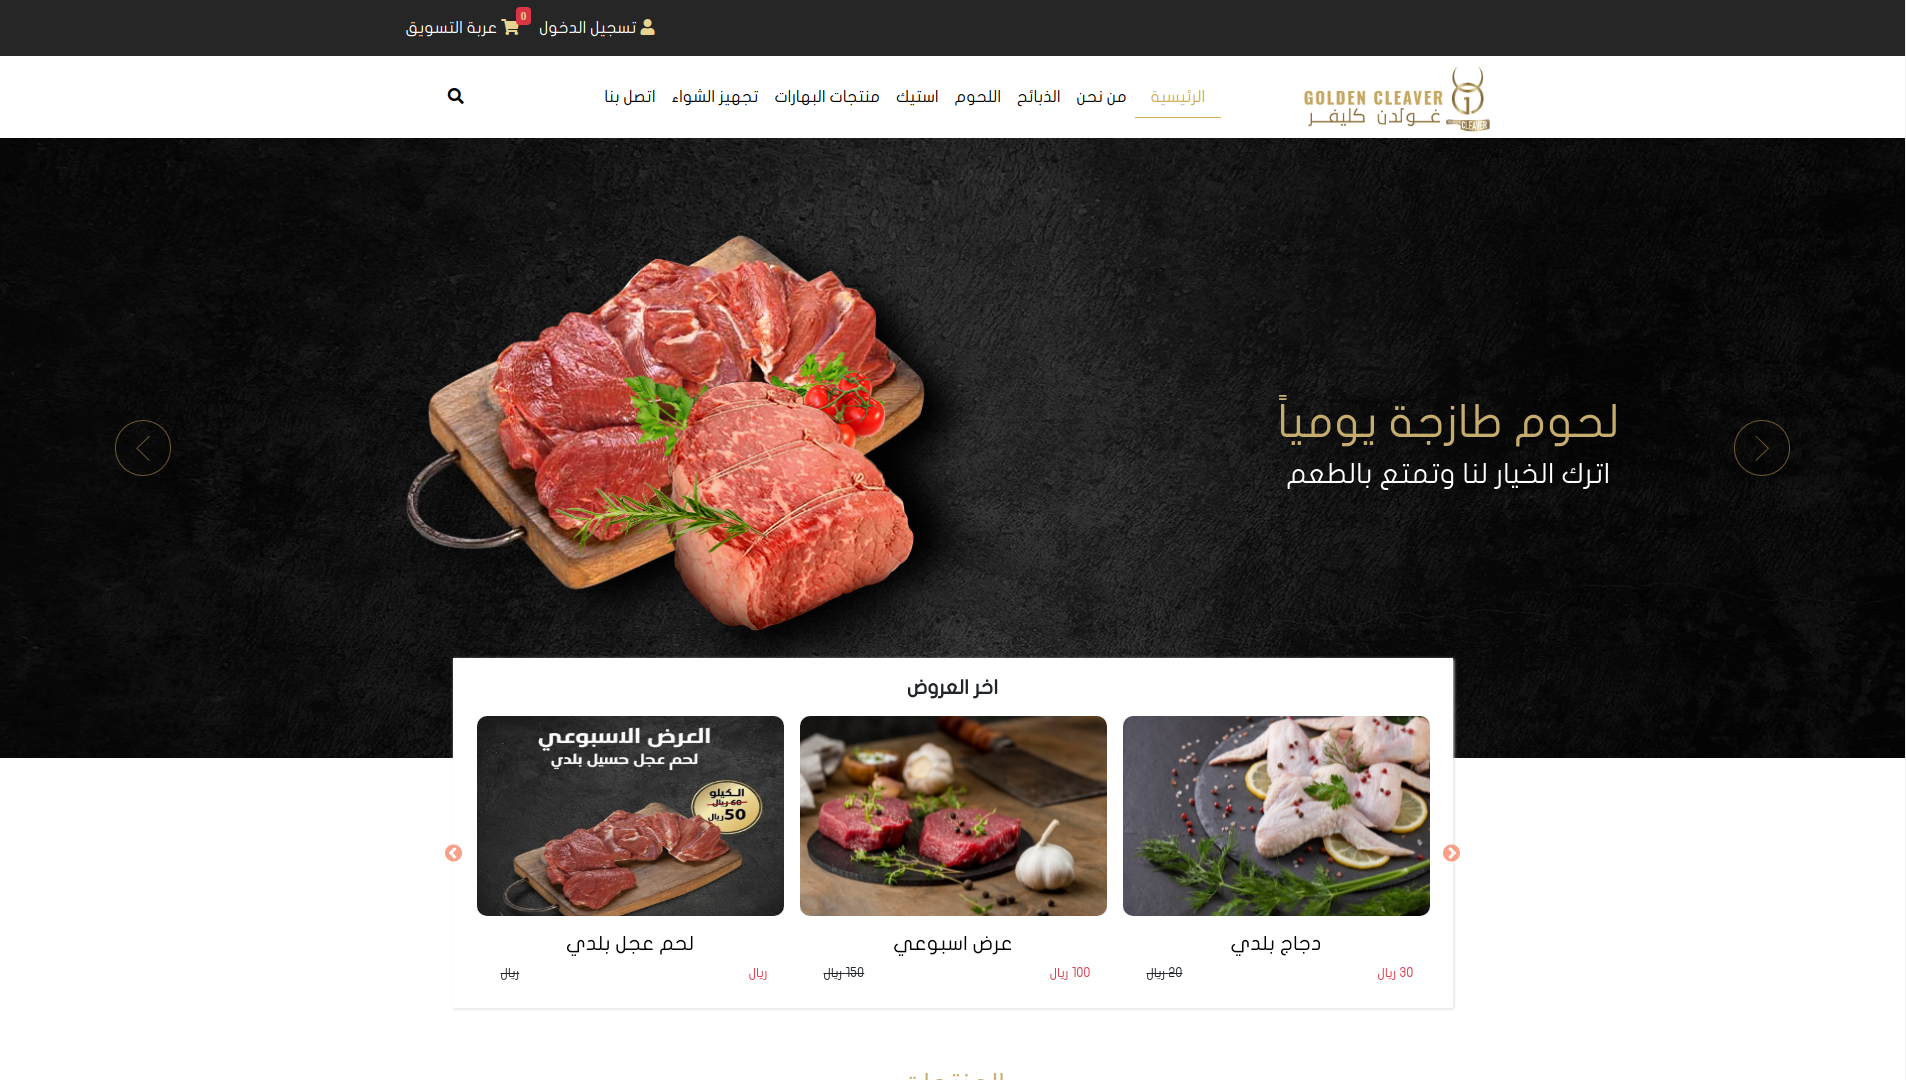 تسجيل الدخول
0
عربة التسويق
GOLDEN CLEAVER
غولدن كليفر
CLEAVER
الرئيسية
من نحن
الذبائح
اللحوم
استيك
منتجات البهارات
تجهيز الشواء
اتصل بنا
لحوم طازجة يومياً
اترك الخيار لنا وتمتع بالطعم
اخر العروض
دجاج بلدي
30 ريال
20 ريال
عرض اسبوعي
100 ريال
150 ريال
العرض الاسبوعي
لحم عجل حسيل بلدي
الكيلو
60 ريال
50 ريال
لحم عجل بلدي
ريال
ريال
المنتجات